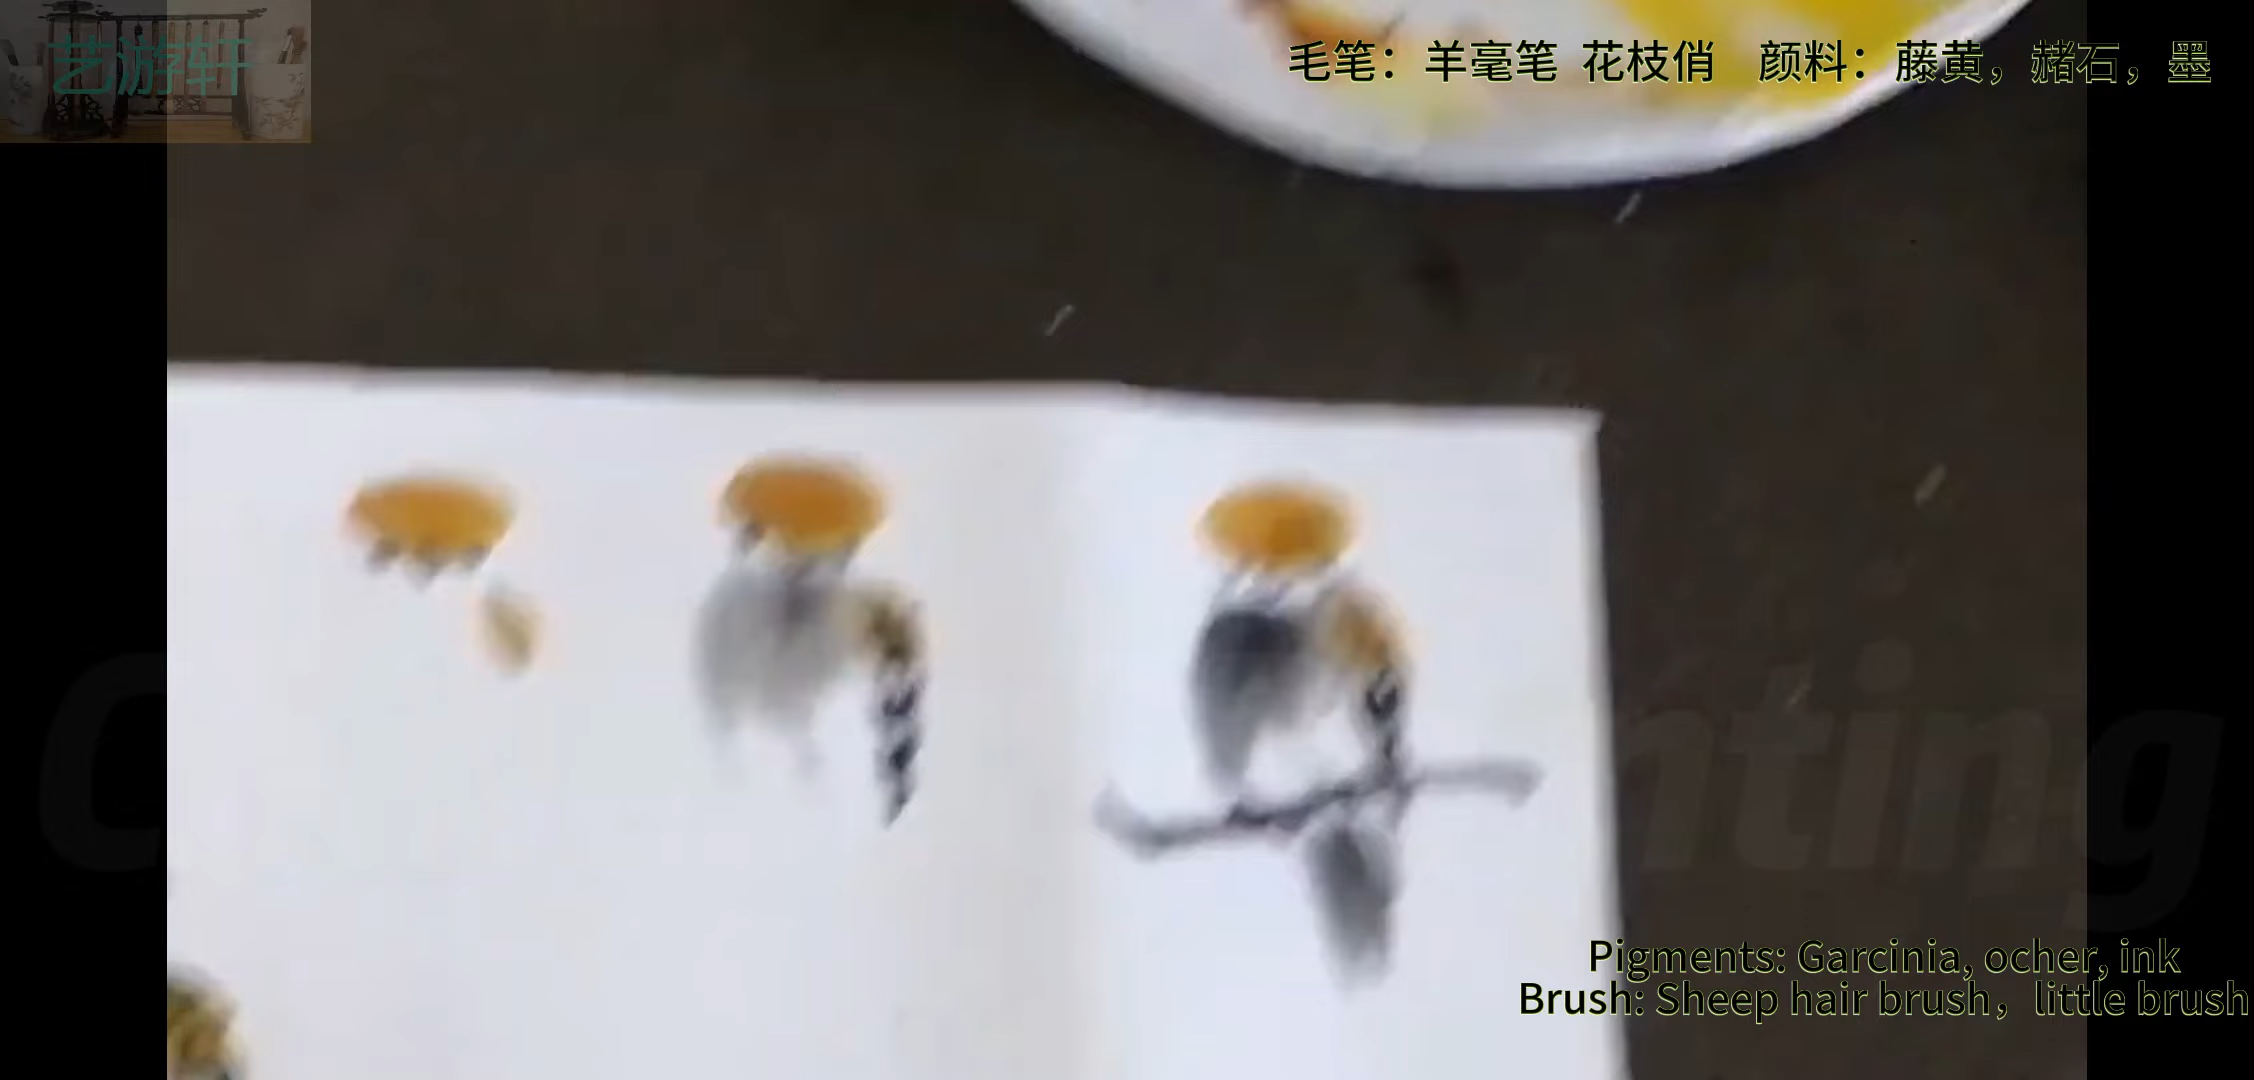 艺游轩
毛笔：羊毫笔 花枝俏 颜料：藤黄，赭石，墨
Pigments: Garcinia, ocher, ink
Brush: Sheep hair brush，little brush